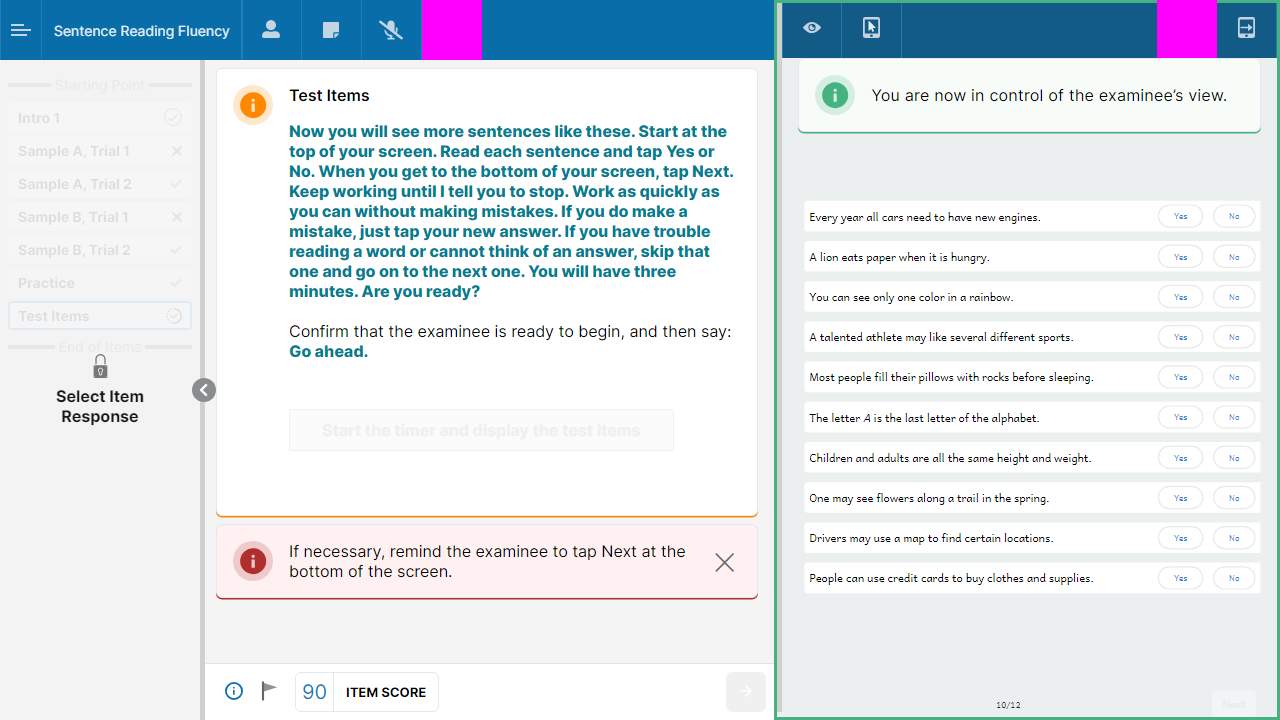 Sentence Reading Fluency
Starting Point
Intro 1
Sample A, Trial 1
Sample A, Trial 2
Sample B, Trial 1
Sample B, Trial 2
Practice
Test Items
End of Items
Select Item
Response
Test Items
Now you will see more sentences like these. Start at the
top of your screen. Read each sentence and tap Yes or
No. When you get to the bottom of your screen, tap Next.
Keep working until I tell you to stop. Work as quickly as
you can without making mistakes. If you do make a
mistake, just tap your new answer. If you have trouble
reading a word or cannot think of an answer, skip that
one and go on to the next one. You will have three
minutes. Are you ready?
Confirm that the examinee is ready to begin, and then say:
Go ahead.
Start the timer and display the test items
If necessary, remind the examinee to tap Next at the
bottom of the screen.
90 ITEM SCORE
You are now in control of the examinee’s view.
Every year all cars need to have new engines. Yes No
A lion eats paper when it is hungry. Yes No
You can see only one color in a rainbow. Yes No
A talented athlete may like several different sports. Yes No
Most people fill their pillows with rocks before sleeping. Yes No
The letter A is the last letter of the alphabet. Yes No
Children and adults are all the same height and weight. Yes No
One may see flowers along a trail in the spring. Yes No
Drivers may use a map to find certain locations. Yes No
People can use credit cards to buy clothes and supplies. Yes No
10/12
Next